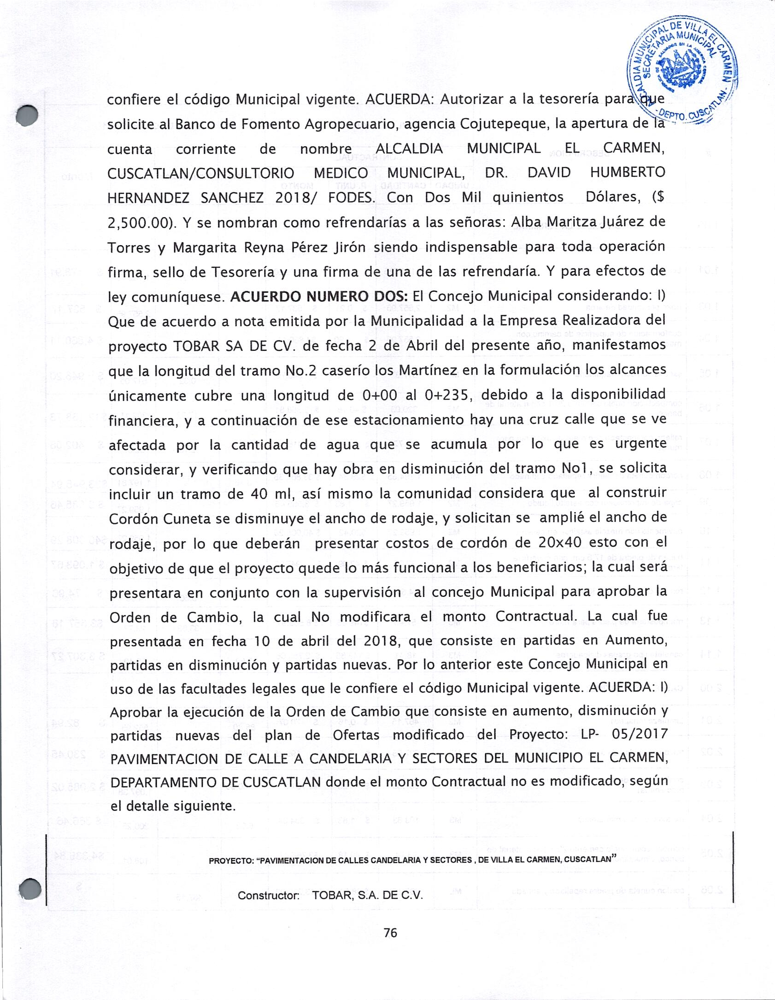 ALCALDIA MUNICIPAL DE VILLA EL CARMEN
SECRETARIA MUNICIPAL
REPUBLICA DE EL SALVADOR EN LA AMERICA CENTRAL
- DEPTO. CUSCATLAN -
confiere el código Municipal vigente. ACUERDA: Autorizar a la tesorería para que
solicite al Banco de Fomento Agropecuario, agencia Cojutepeque, la apertura de la
cuenta corriente de nombre ALCALDIA MUNICIPAL EL CARMEN,
CUSCATLAN/CONSULTORIO MEDICO MUNICIPAL, DR. DAVID HUMBERTO
HERNANDEZ SANCHEZ 2018/ FODES. Con Dos Mil quinientos Dólares, ($
2,500.00). Y se nombran como refrendarías a las señoras: Alba Maritza Juárez de
Torres y Margarita Reyna Pérez Jirón siendo indispensable para toda operación
firma, sello de Tesorería y una firma de una de las refrendaría. Y para efectos de
ley comuníquese. ACUERDO NUMERO DOS: El Concejo Municipal considerando: I)
Que de acuerdo a nota emitida por la Municipalidad a la Empresa Realizadora del
proyecto TOBAR SA DE CV. de fecha 2 de Abril del presente año, manifestamos
que la longitud del tramo No.2 caserío los Martínez en la formulación los alcances
únicamente cubre una longitud de 0+00 al 0+235, debido a la disponibilidad
financiera, y a continuación de ese estacionamiento hay una cruz calle que se ve
afectada por la cantidad de agua que se acumula por lo que es urgente
considerar, y verificando que hay obra en disminución del tramo No1, se solicita
incluir un tramo de 40 ml, así mismo la comunidad considera que al construir
Cordón Cuneta se disminuye el ancho de rodaje, y solicitan se amplié el ancho de
rodaje, por lo que deberán presentar costos de cordón de 20x40 esto con el
objetivo de que el proyecto quede lo más funcional a los beneficiarios; la cual será
presentara en conjunto con la supervisión al concejo Municipal para aprobar la
Orden de Cambio, la cual No modificara el monto Contractual. La cual fue
presentada en fecha 10 de abril del 2018, que consiste en partidas en Aumento,
partidas en disminución y partidas nuevas. Por lo anterior este Concejo Municipal en
uso de las facultades legales que le confiere el código Municipal vigente. ACUERDA: I)
Aprobar la ejecución de la Orden de Cambio que consiste en aumento, disminución y
partidas nuevas del plan de Ofertas modificado del Proyecto: LP- 05/2017
PAVIMENTACION DE CALLE A CANDELARIA Y SECTORES DEL MUNICIPIO EL CARMEN,
DEPARTAMENTO DE CUSCATLAN donde el monto Contractual no es modificado, según
el detalle siguiente.
PROYECTO: "PAVIMENTACION DE CALLES CANDELARIA Y SECTORES , DE VILLA EL CARMEN, CUSCATLAN"
Constructor: TOBAR, S.A. DE C.V.
76